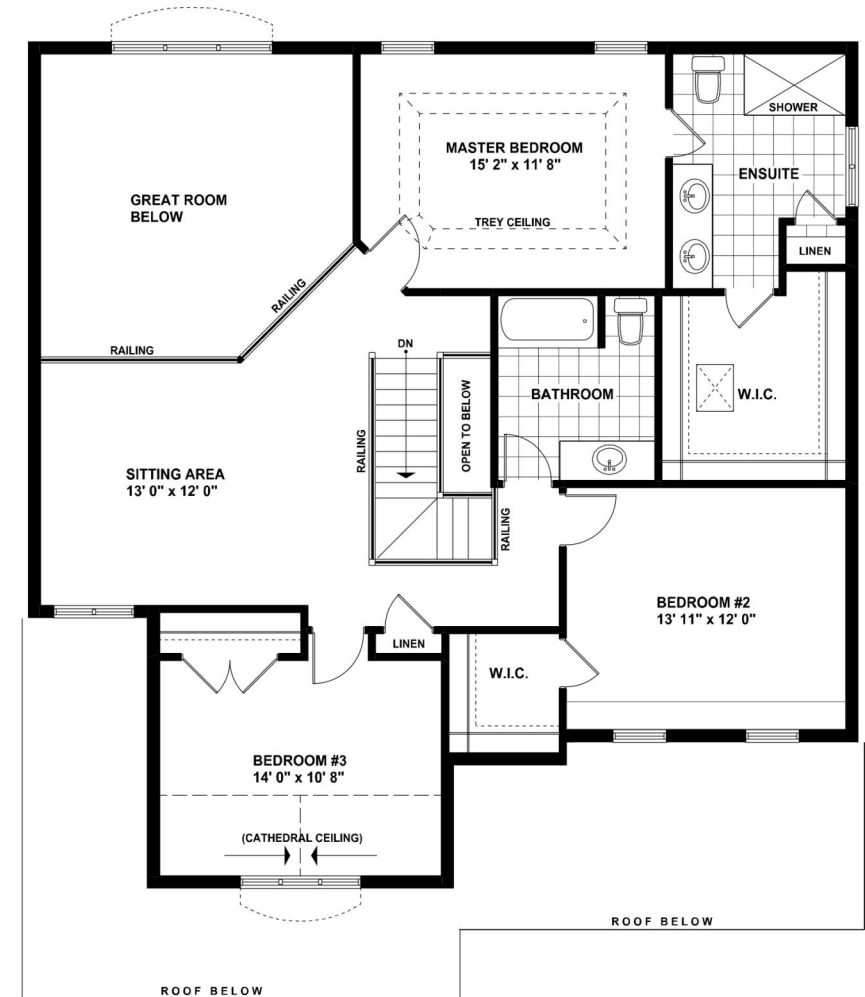 SHOWER
MASTER BEDROOM
15' 2" x 11' 8"
ENSUITE
GREAT ROOM
BELOW
TREY CEILING
LINEN
RAILING
RAILING
DN
BATHROOM
W.I.C.
OPEN TO BELOW
RAILING
SITTING AREA
13' 0" x 12' 0"
RAILING
BEDROOM #2
13' 11" x 12' 0"
LINEN
W.I.C.
BEDROOM #3
14' 0" x 10' 8"
(CATHEDRAL CEILING)
ROOF BELOW
ROOF BELOW